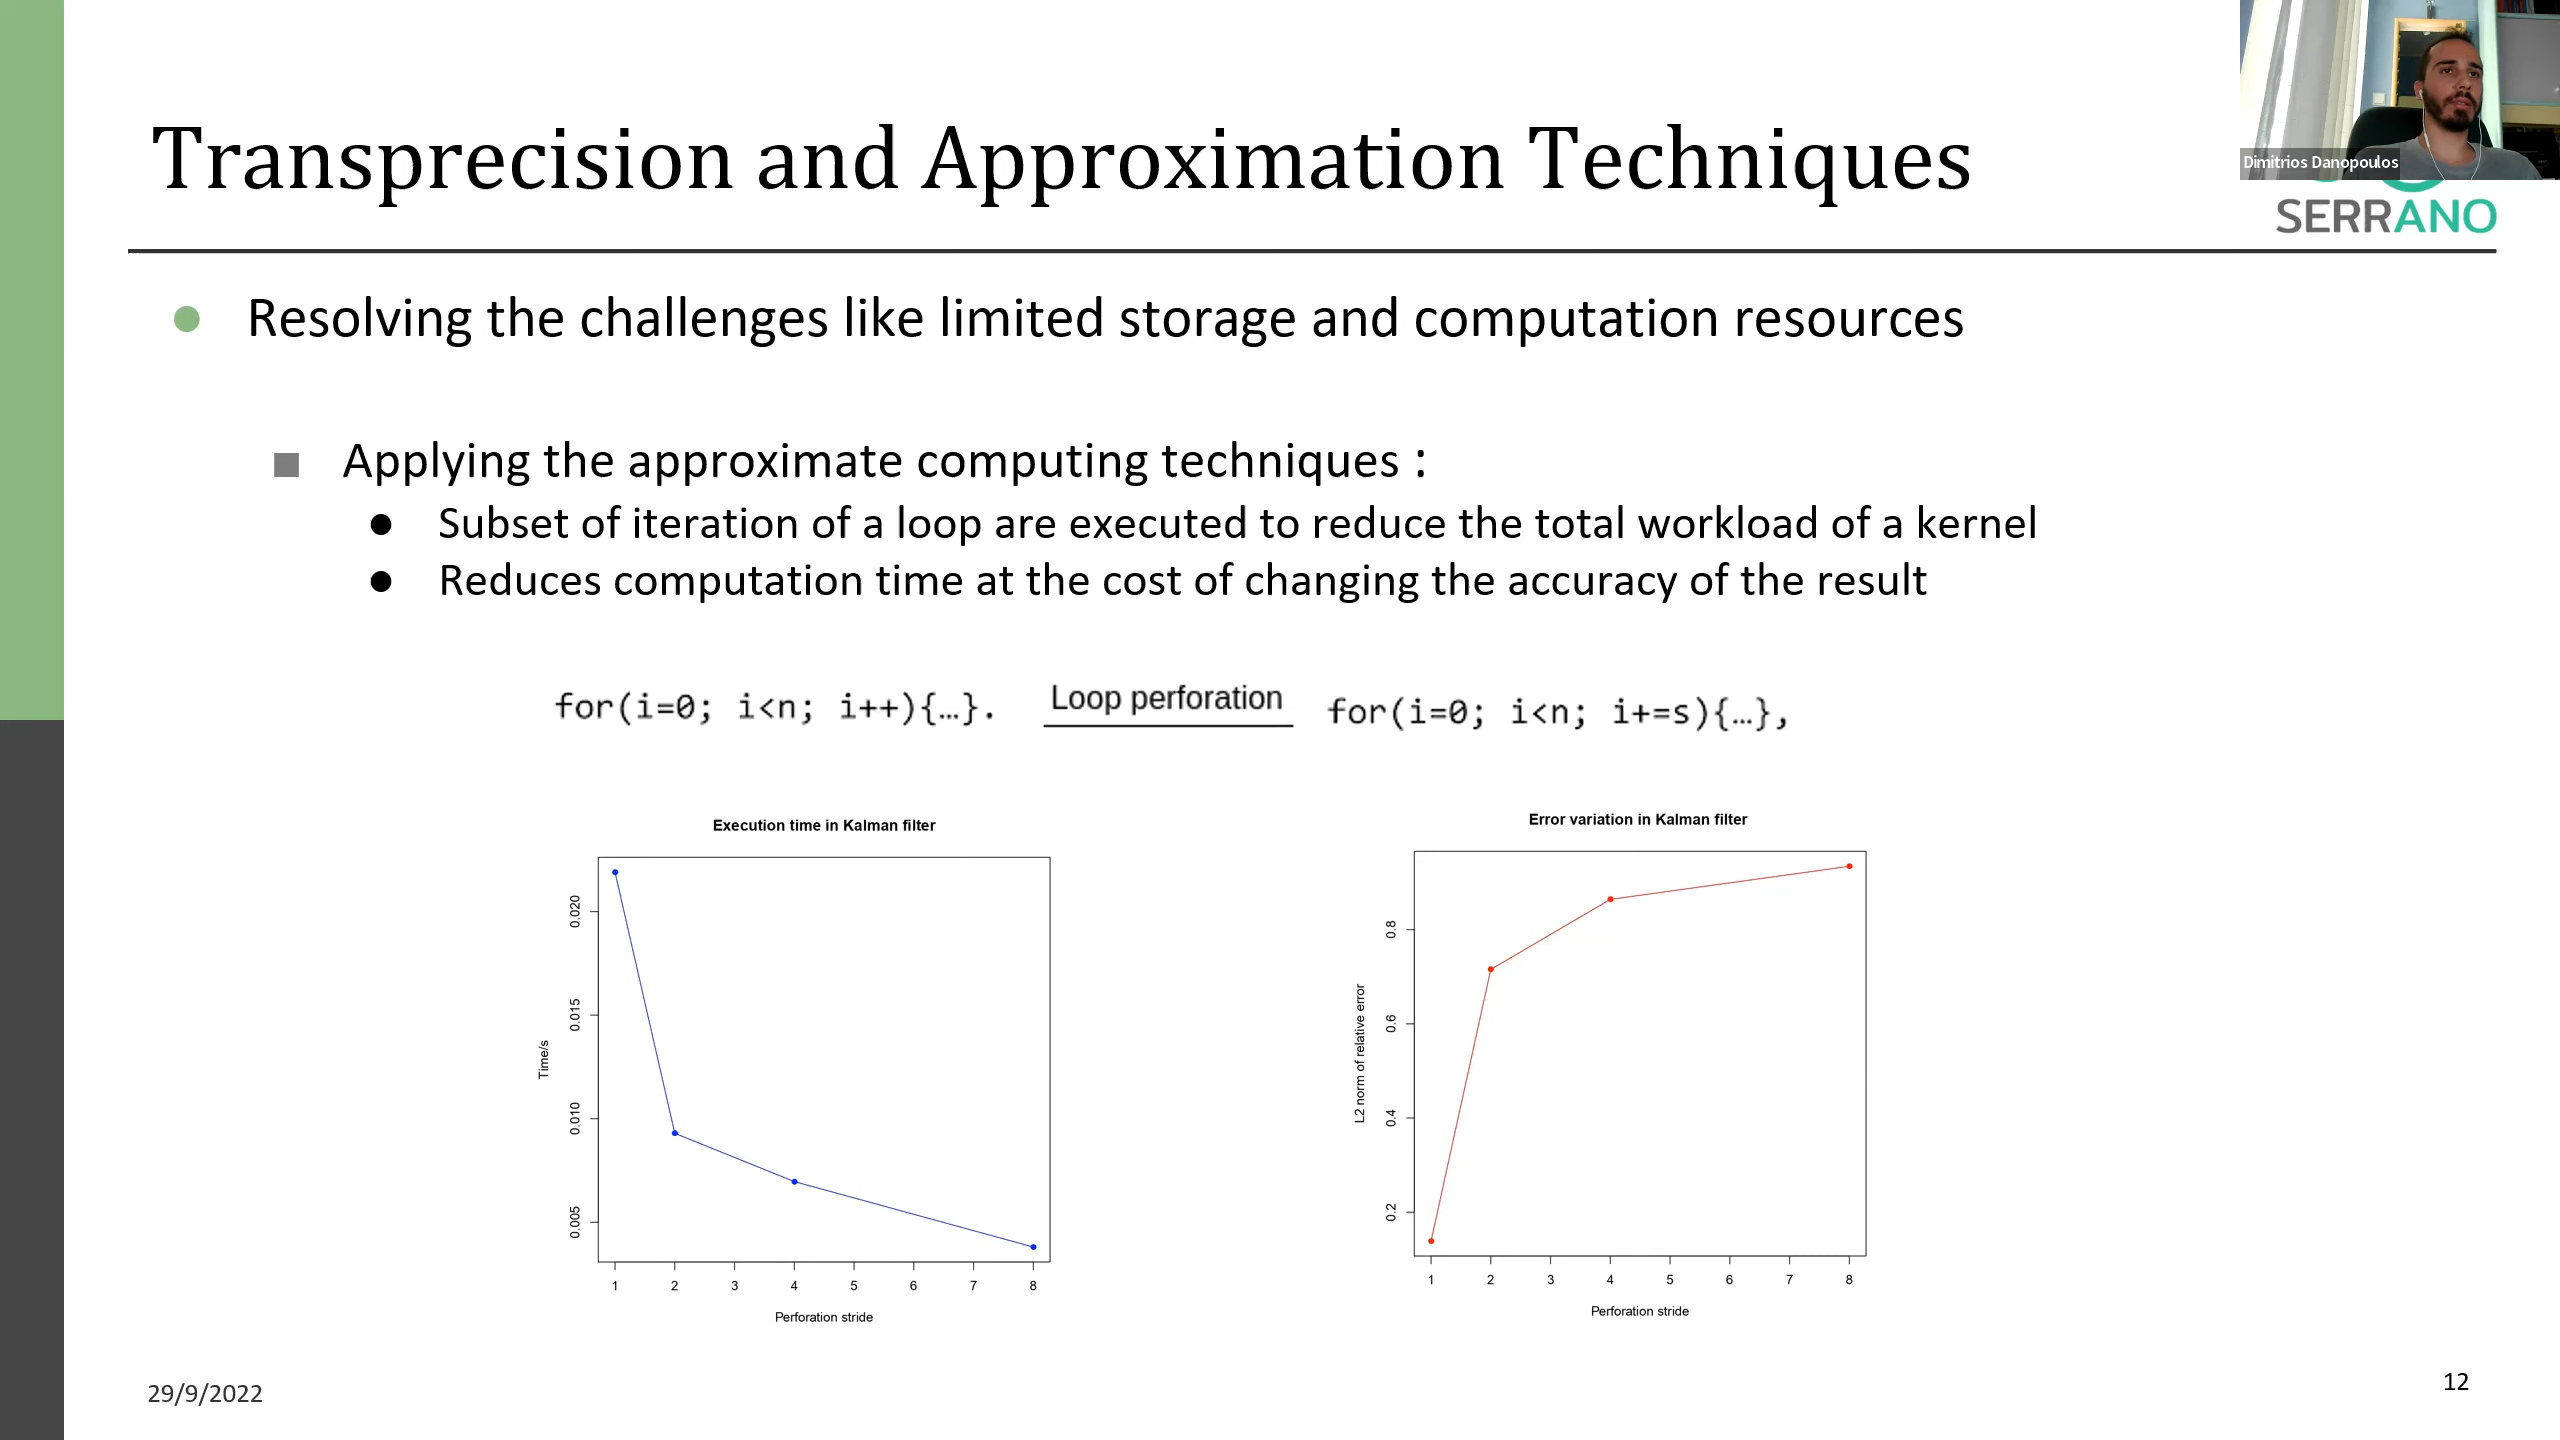 Transprecision and Approximation Techniques
Dimitrios Danopoulos
SERRANO
● Resolving the challenges like limited storage and computation resources
■ Applying the approximate computing techniques :
● Subset of iteration of a loop are executed to reduce the total workload of a kernel
● Reduces computation time at the cost of changing the accuracy of the result
for(i=0; i<n; i++){…}.
Loop perforation
for(i=0; i<n; i+=s){…},
Execution time in Kalman filter
Time/s
0.020
0.015
0.010
0.005
1 2 3 4 5 6 7 8
Perforation stride
Error variation in Kalman filter
L2 norm of relative error
0.8
0.6
0.4
0.2
1 2 3 4 5 6 7 8
Perforation stride
29/9/2022
12